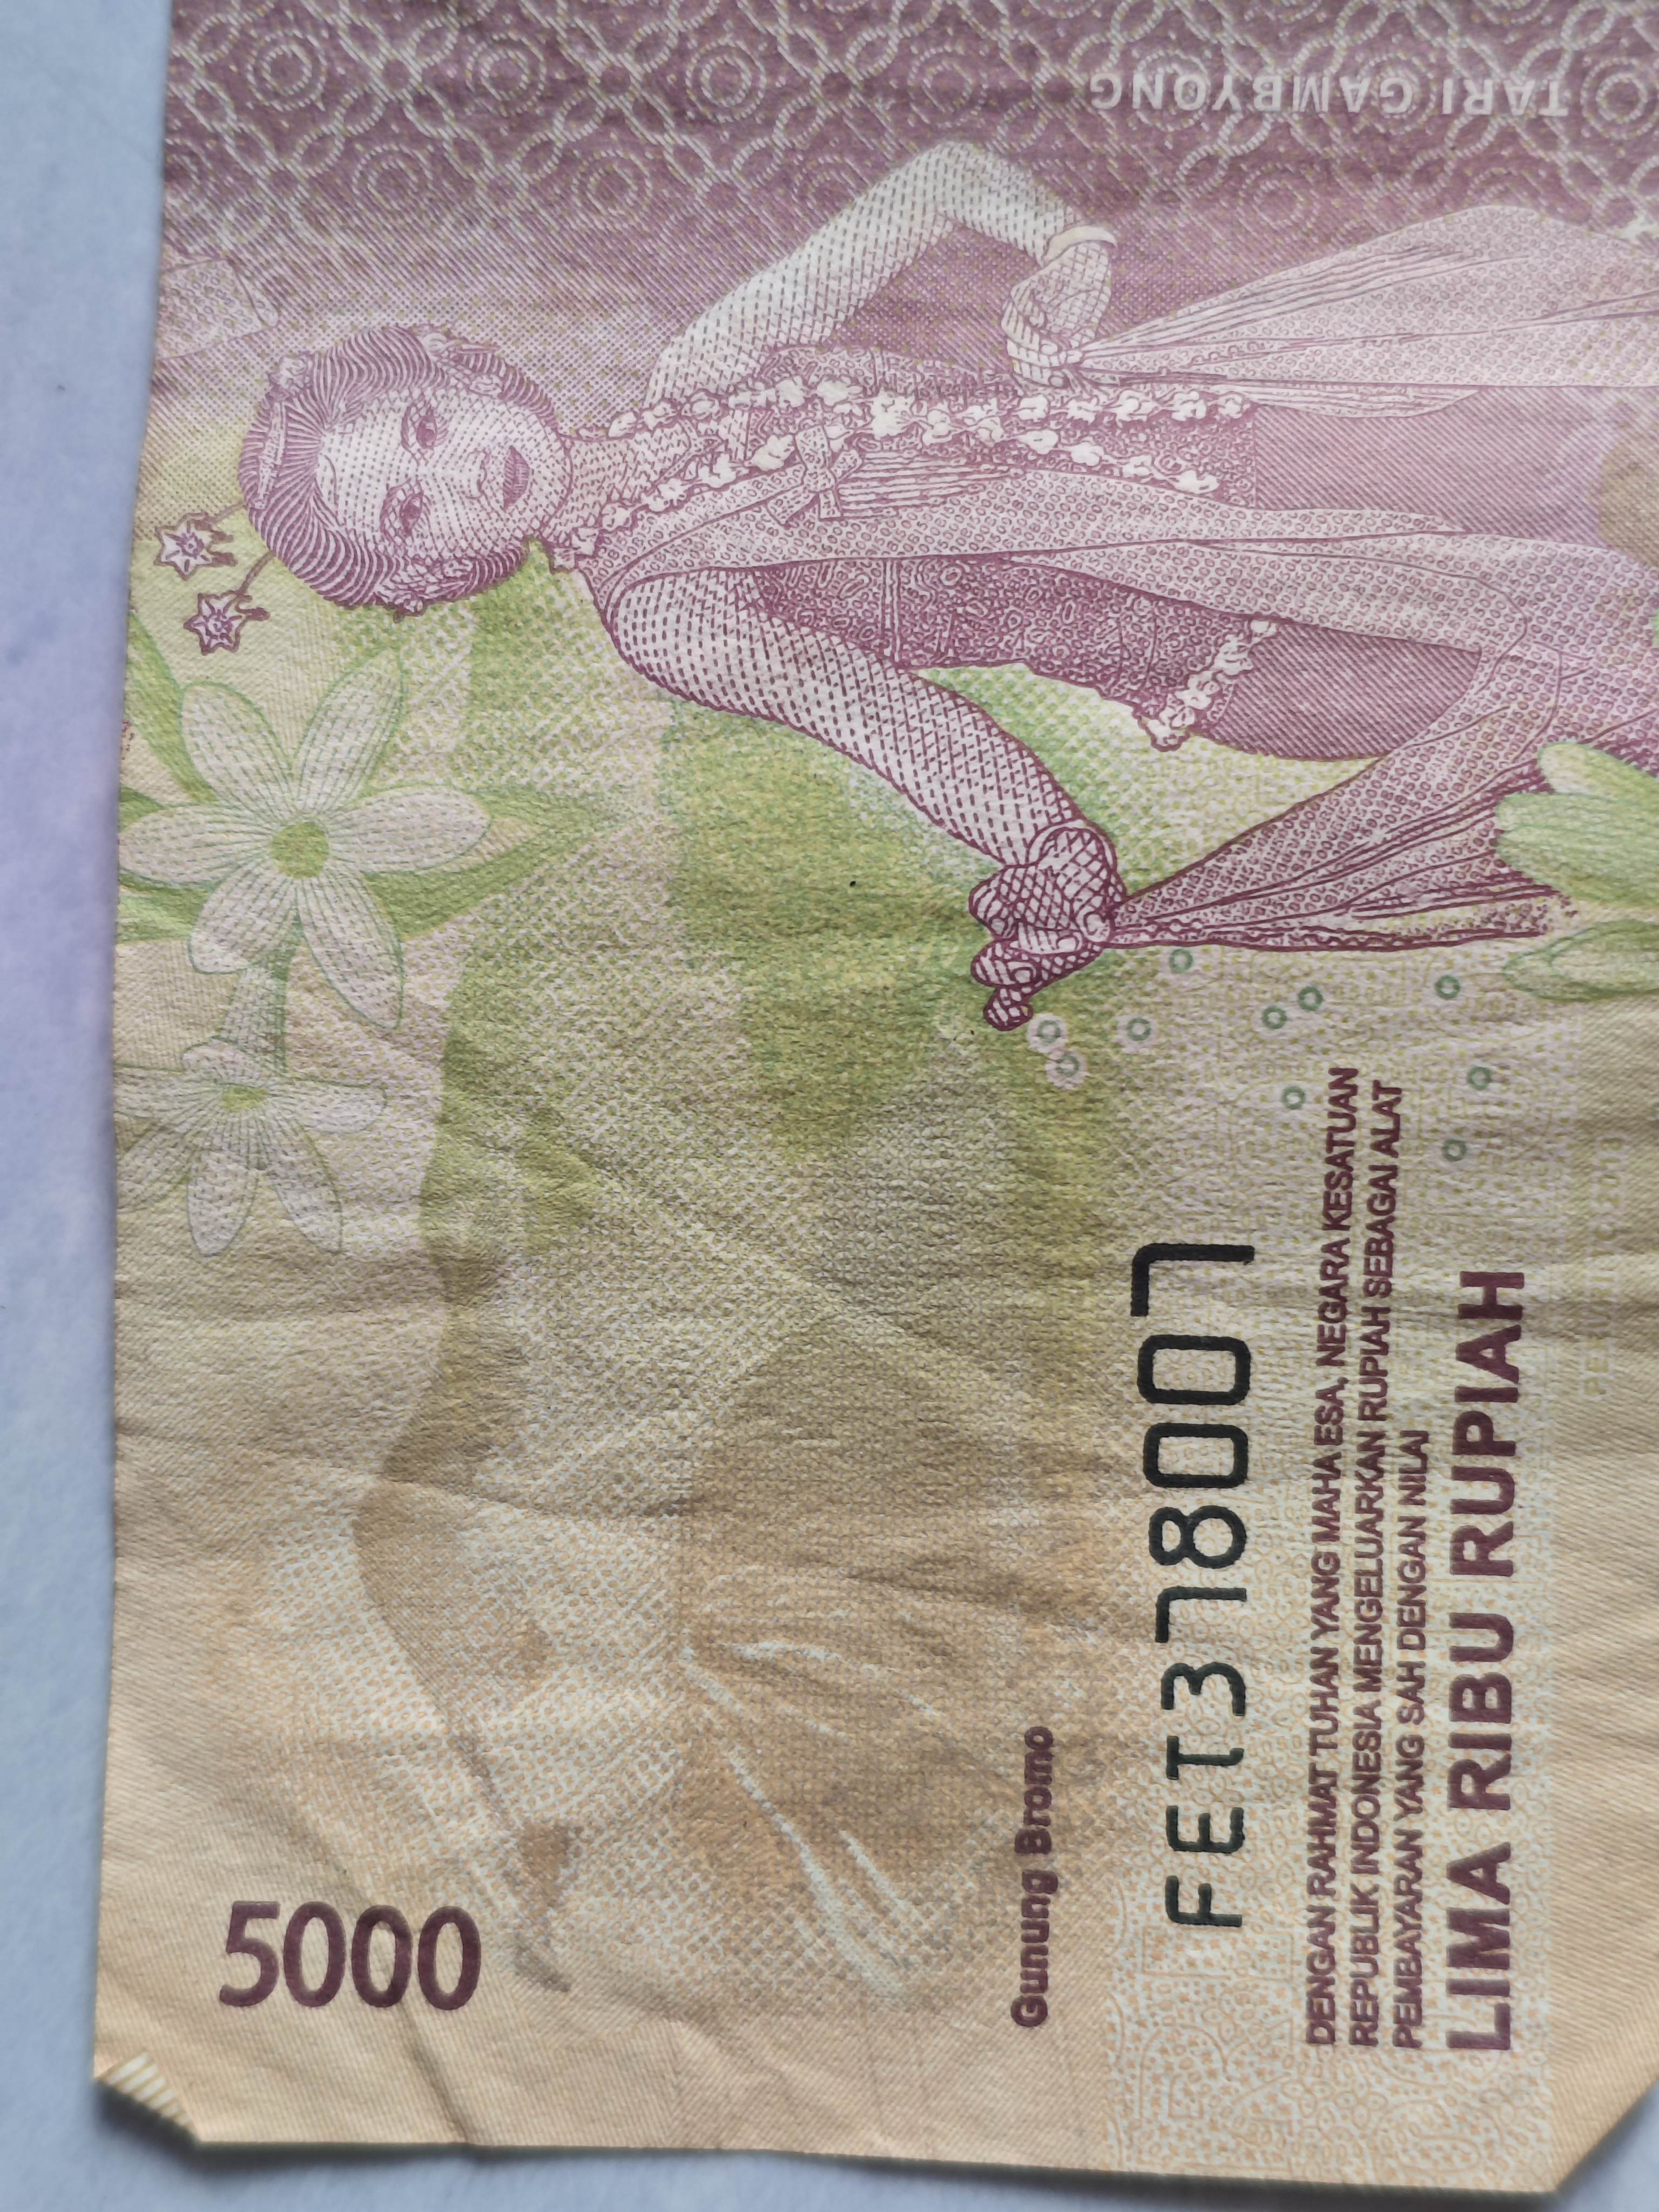 5000
Gunung Bromo
FET378007
DENGAN RAHMAT TUHAN YANG MAHA ESA, NEGARA KESATUAN
REPUBLIK INDONESIA MENGELUARKAN RUPIAH SEBAGAI ALAT
PEMBAYARAN YANG SAH DENGAN NILAI
LIMA RIBU RUPIAH
TARI GAMBYONG